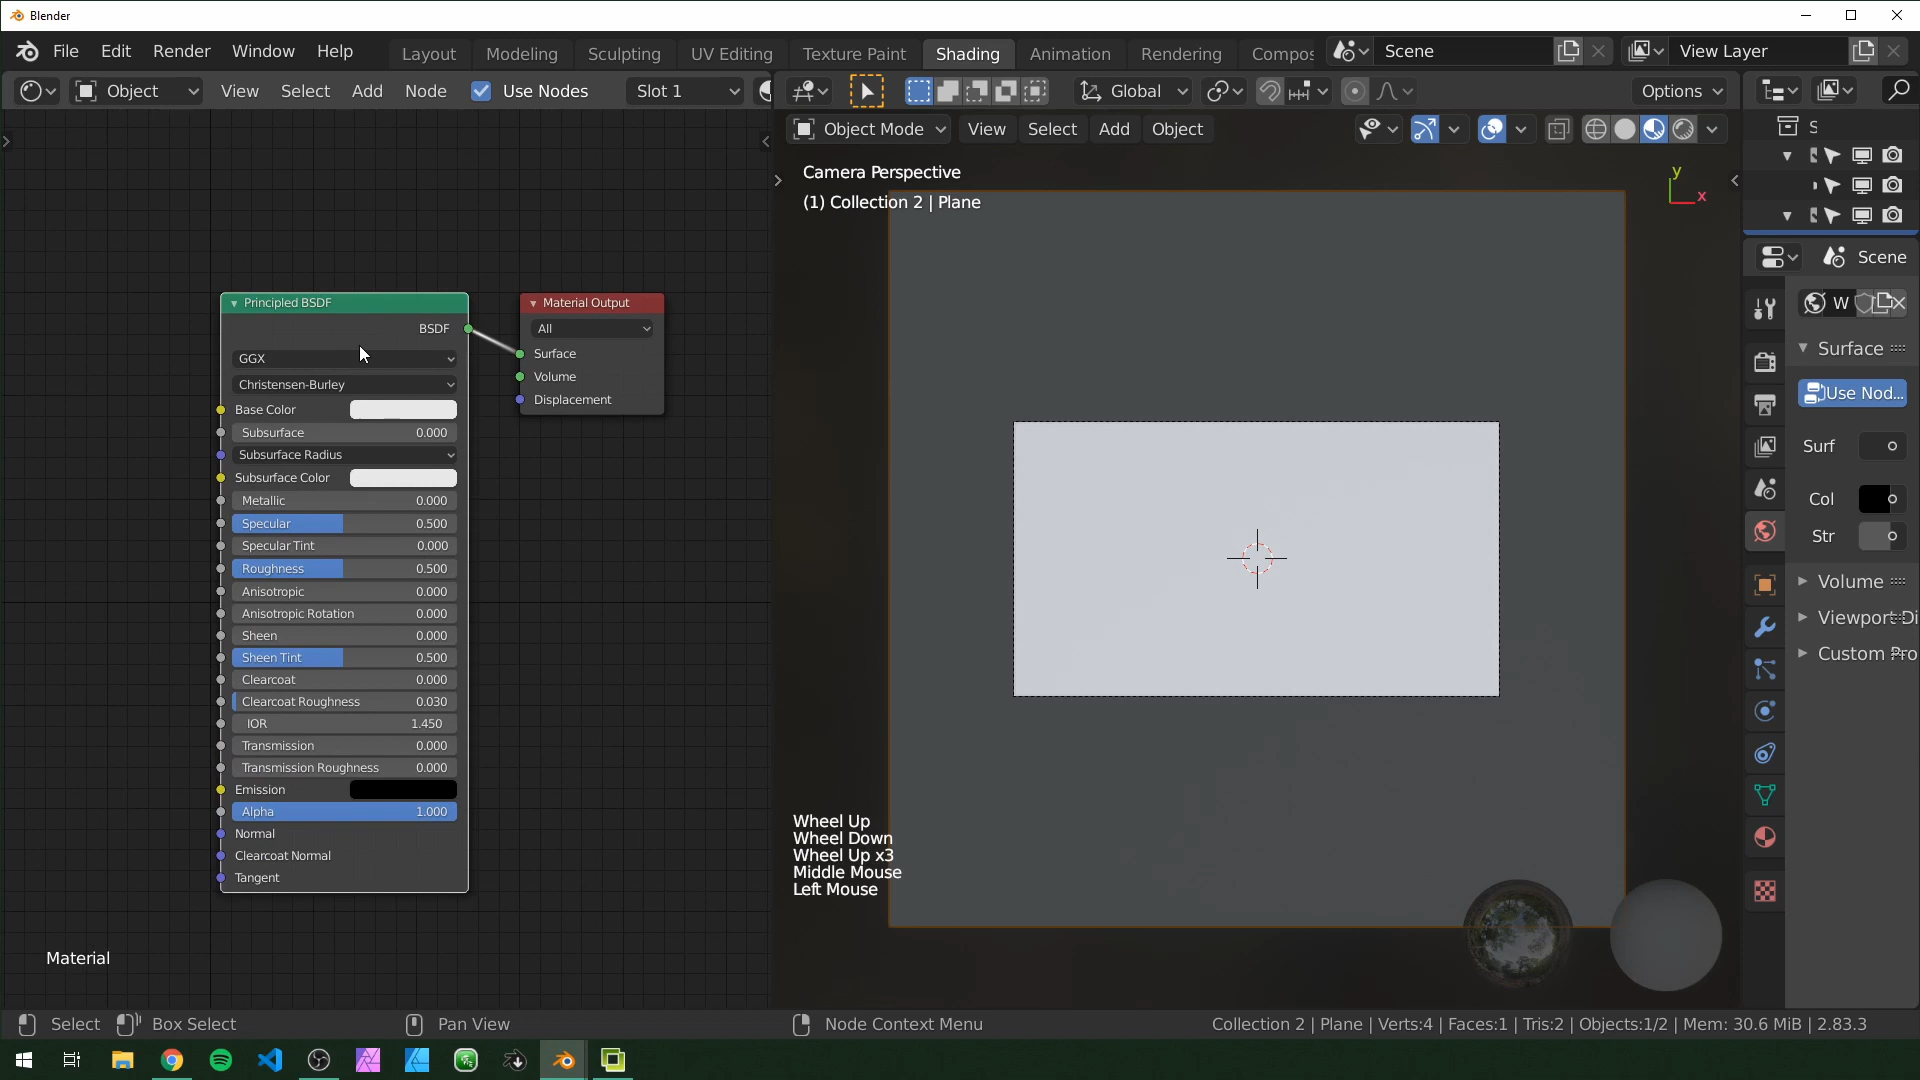 Blender
File Edit Render Window Help Layout Modeling Sculpting UV Editing Texture Paint Shading Animation Rendering Compos Scene View Layer
Object View Select Add Node Use Nodes Slot 1 Global Options
Object Mode View Select Add Object
Camera Perspective
(1) Collection 2 | Plane
y
x
S
Scene
W
Surface
Use Nod...
Surf
Col
Str
Volume
Viewport Di
Custom Pro
Principled BSDF
BSDF
GGX
Christensen-Burley
Base Color
Subsurface 0.000
Subsurface Radius
Subsurface Color
Metallic 0.000
Specular 0.500
Specular Tint 0.000
Roughness 0.500
Anisotropic 0.000
Anisotropic Rotation 0.000
Sheen 0.000
Sheen Tint 0.500
Clearcoat 0.000
Clearcoat Roughness 0.030
IOR 1.450
Transmission 0.000
Transmission Roughness 0.000
Emission
Alpha 1.000
Normal
Clearcoat Normal
Tangent
Material Output
All
Surface
Volume
Displacement
Wheel Up
Wheel Down
Wheel Up x3
Middle Mouse
Left Mouse
Material
Select Box Select Pan View Node Context Menu Collection 2 | Plane | Verts:4 | Faces:1 | Tris:2 | Objects:1/2 | Mem: 30.6 MiB | 2.83.3